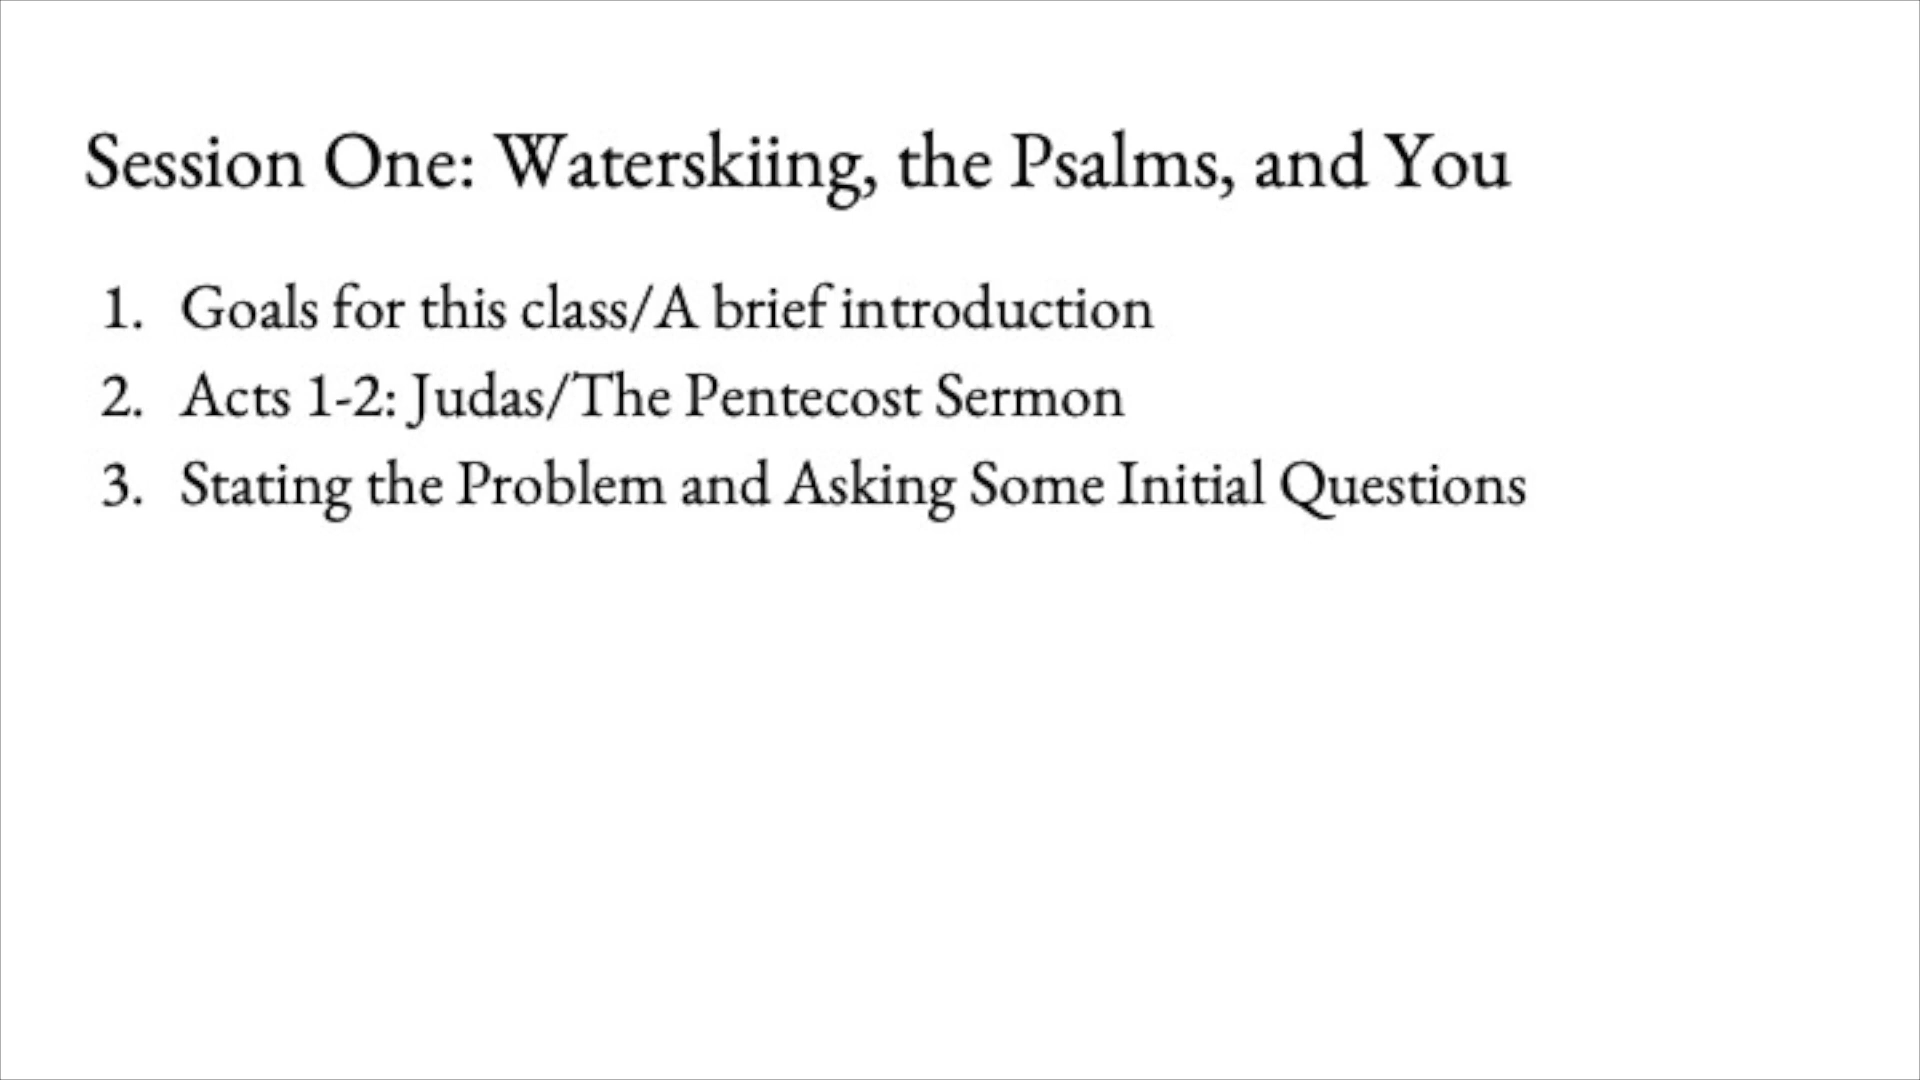 Session One: Waterskiing, the Psalms, and You
1. Goals for this class/A brief introduction
2. Acts 1-2: Judas/The Pentecost Sermon
3. Stating the Problem and Asking Some Initial Questions